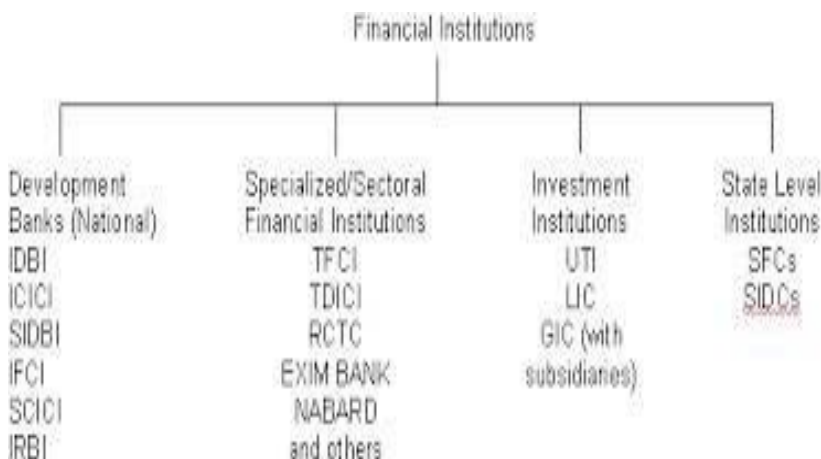 Financial Institutions
Development
Banks (National)
IDBI
ICICI
SIDBI
IFCI
SCICI
IRBI
Specialized/Sectoral
Financial Institutions
TFCI
TDICI
RCTC
EXIM BANK
NABARD
and others
Investment
Institutions
UTI
LIC
GIC (with
subsidiaries)
State Level
Institutions
SFCs
SIDCs